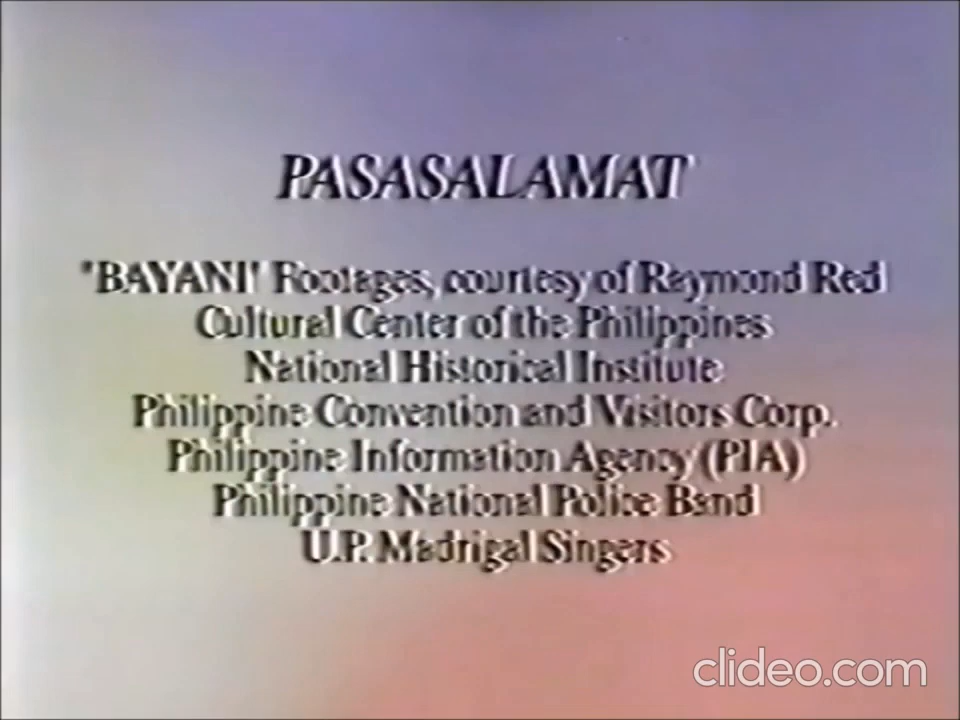 PASASALAMAT
"BAYANI" Footages, courtesy of Raymond Red
Cultural Center of the Philippines
National Historical Institute
Philippine Convention and Visitors Corp.
Philippine Information Agency (PIA)
Philippine National Police Band
U.P. Madrigal Singers
clideo.com